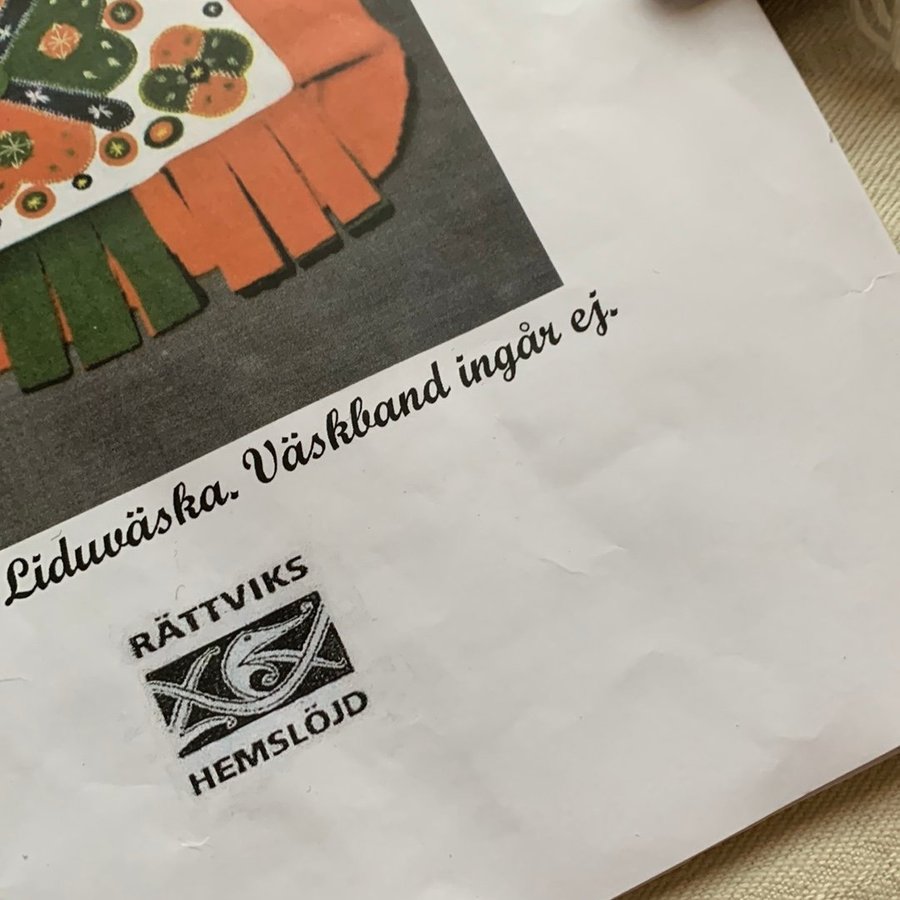 Liduväska. Väskband ingår ej.
RÄTTVIKS
HEMSLÖJD